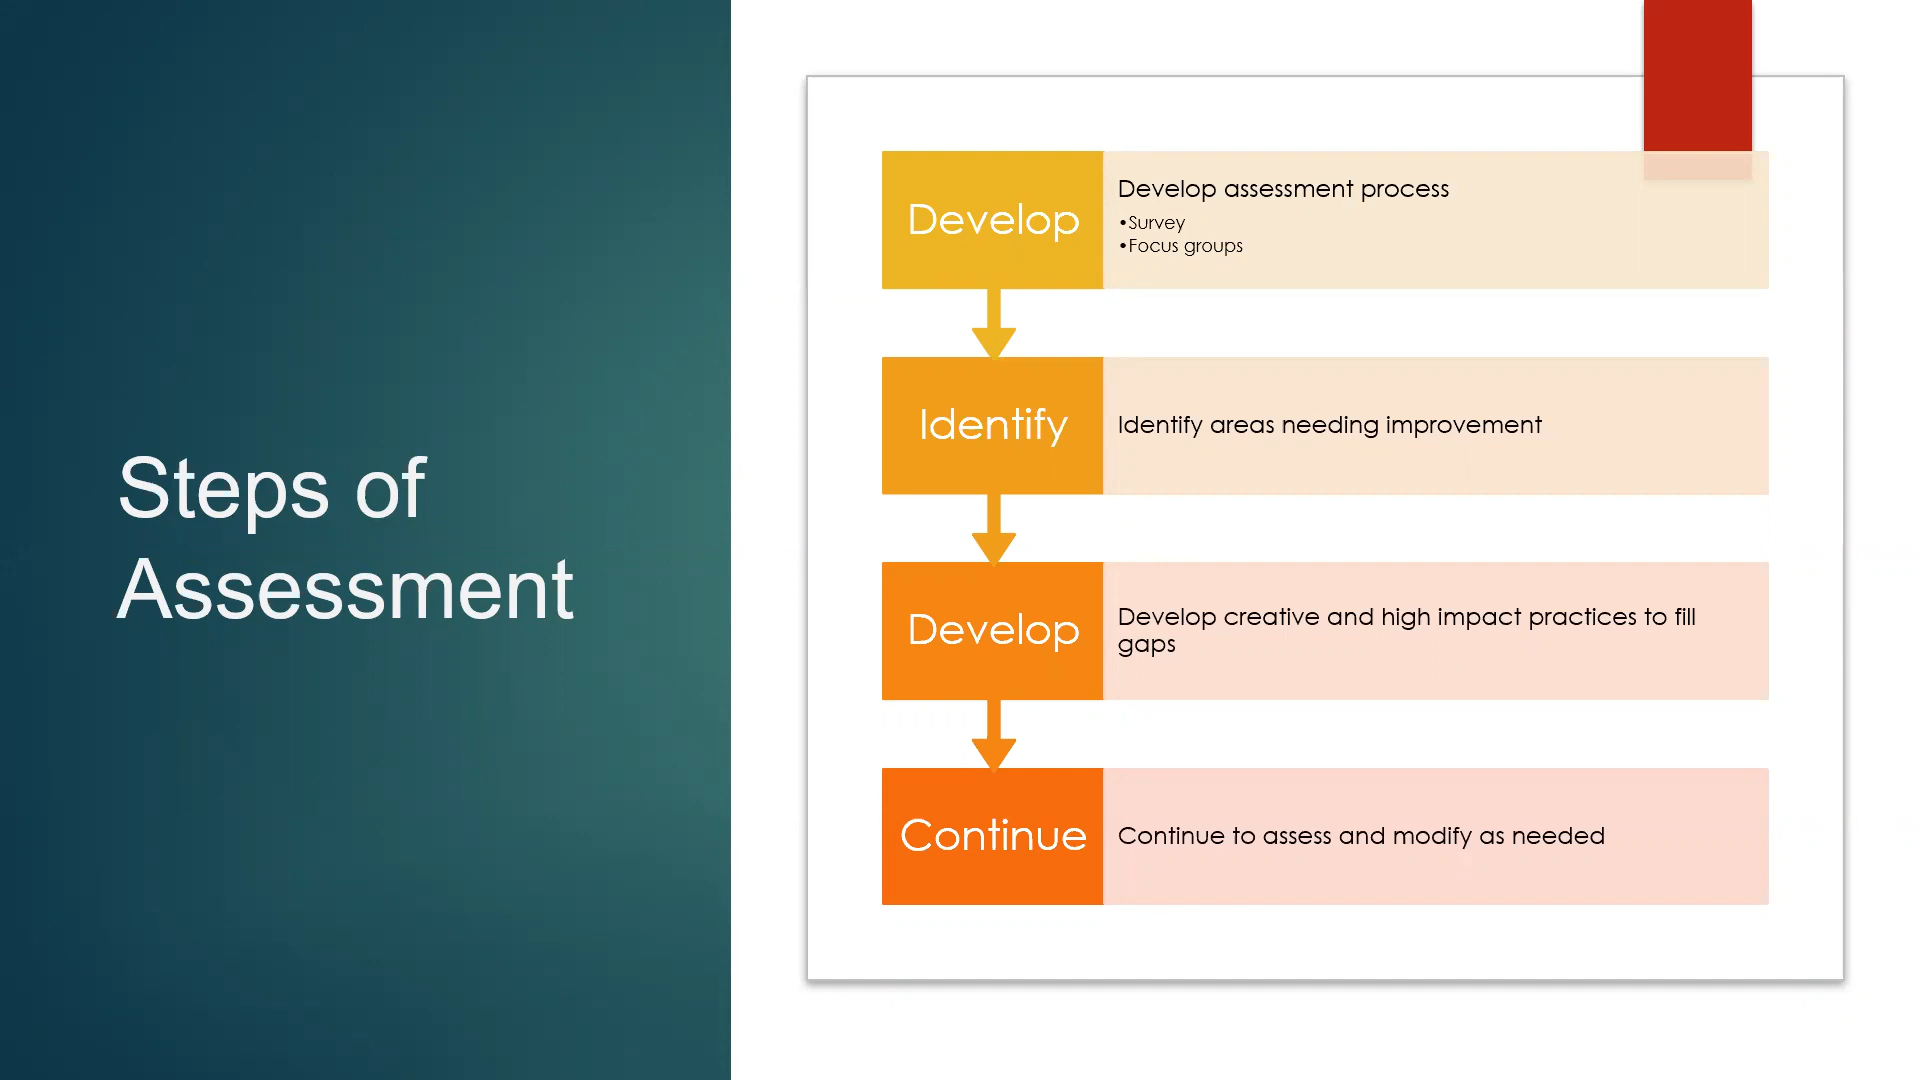 Steps of
Assessment
Develop
Develop assessment process
•Survey
•Focus groups
Identify
Identify areas needing improvement
Develop
Develop creative and high impact practices to fill
gaps
Continue
Continue to assess and modify as needed